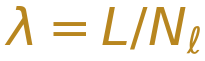 λ = L/N_ℓ